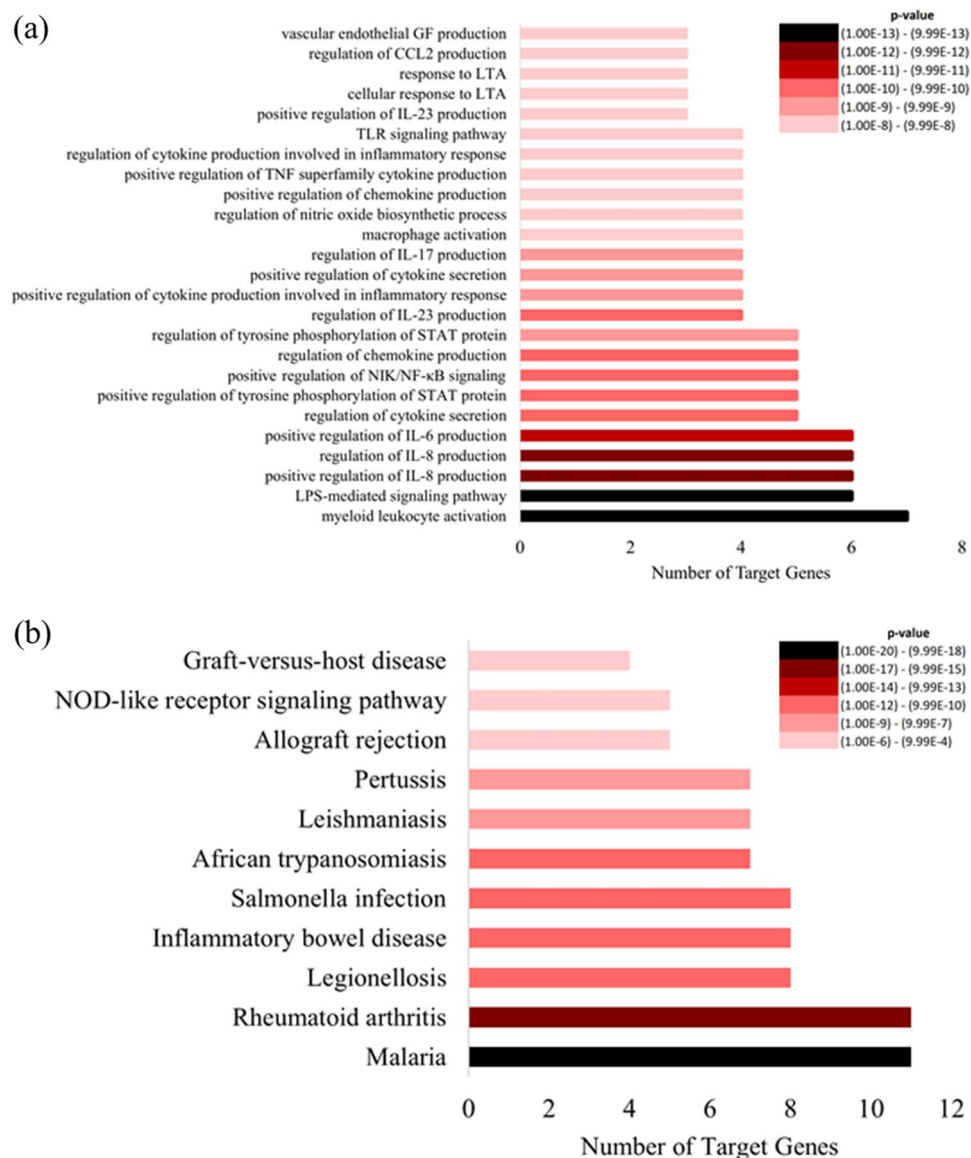 (a)
p-value
(1.00E-13) - (9.99E-13)
(1.00E-12) - (9.99E-12)
(1.00E-11) - (9.99E-11)
(1.00E-10) - (9.99E-10)
(1.00E-9) - (9.99E-9)
(1.00E-8) - (9.99E-8)
vascular endothelial GF production
regulation of CCL2 production
response to LTA
cellular response to LTA
positive regulation of IL-23 production
TLR signaling pathway
regulation of cytokine production involved in inflammatory response
positive regulation of TNF superfamily cytokine production
positive regulation of chemokine production
regulation of nitric oxide biosynthetic process
macrophage activation
regulation of IL-17 production
positive regulation of cytokine secretion
positive regulation of cytokine production involved in inflammatory response
regulation of IL-23 production
regulation of tyrosine phosphorylation of STAT protein
regulation of chemokine production
positive regulation of NIK/NF-κB signaling
positive regulation of tyrosine phosphorylation of STAT protein
regulation of cytokine secretion
positive regulation of IL-6 production
regulation of IL-8 production
positive regulation of IL-8 production
LPS-mediated signaling pathway
myeloid leukocyte activation
0 2 4 6 8
Number of Target Genes
(b)
p-value
(1.00E-20) - (9.99E-18)
(1.00E-17) - (9.99E-15)
(1.00E-14) - (9.99E-13)
(1.00E-12) - (9.99E-10)
(1.00E-9) - (9.99E-7)
(1.00E-6) - (9.99E-4)
Graft-versus-host disease
NOD-like receptor signaling pathway
Allograft rejection
Pertussis
Leishmaniasis
African trypanosomiasis
Salmonella infection
Inflammatory bowel disease
Legionellosis
Rheumatoid arthritis
Malaria
0 2 4 6 8 10 12
Number of Target Genes